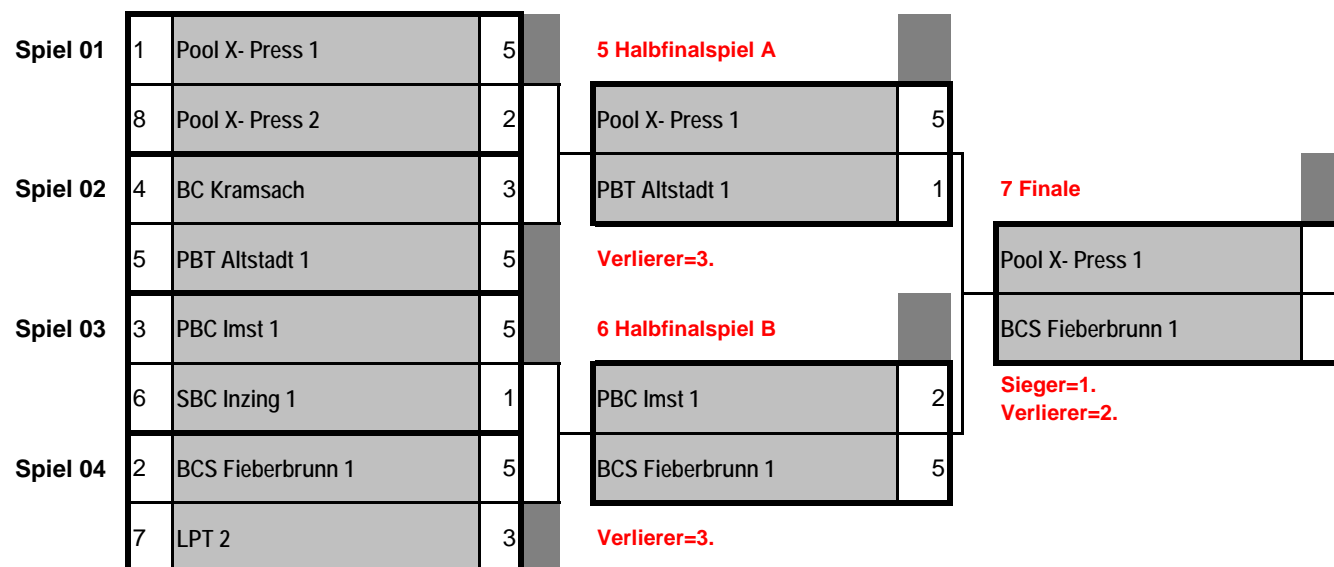 Spiel 01 1 Pool X- Press 1 5 5 Halbfinalspiel A
8 Pool X- Press 2 2 Pool X- Press 1 5
Spiel 02 4 BC Kramsach 3 PBT Altstadt 1 1 7 Finale
5 PBT Altstadt 1 5 Verlierer=3. Pool X- Press 1
Spiel 03 3 PBC Imst 1 5 6 Halbfinalspiel B BCS Fieberbrunn 1
6 SBC Inzing 1 1 PBC Imst 1 2 Sieger=1.
Verlierer=2.
Spiel 04 2 BCS Fieberbrunn 1 5 BCS Fieberbrunn 1 5
7 LPT 2 3 Verlierer=3.